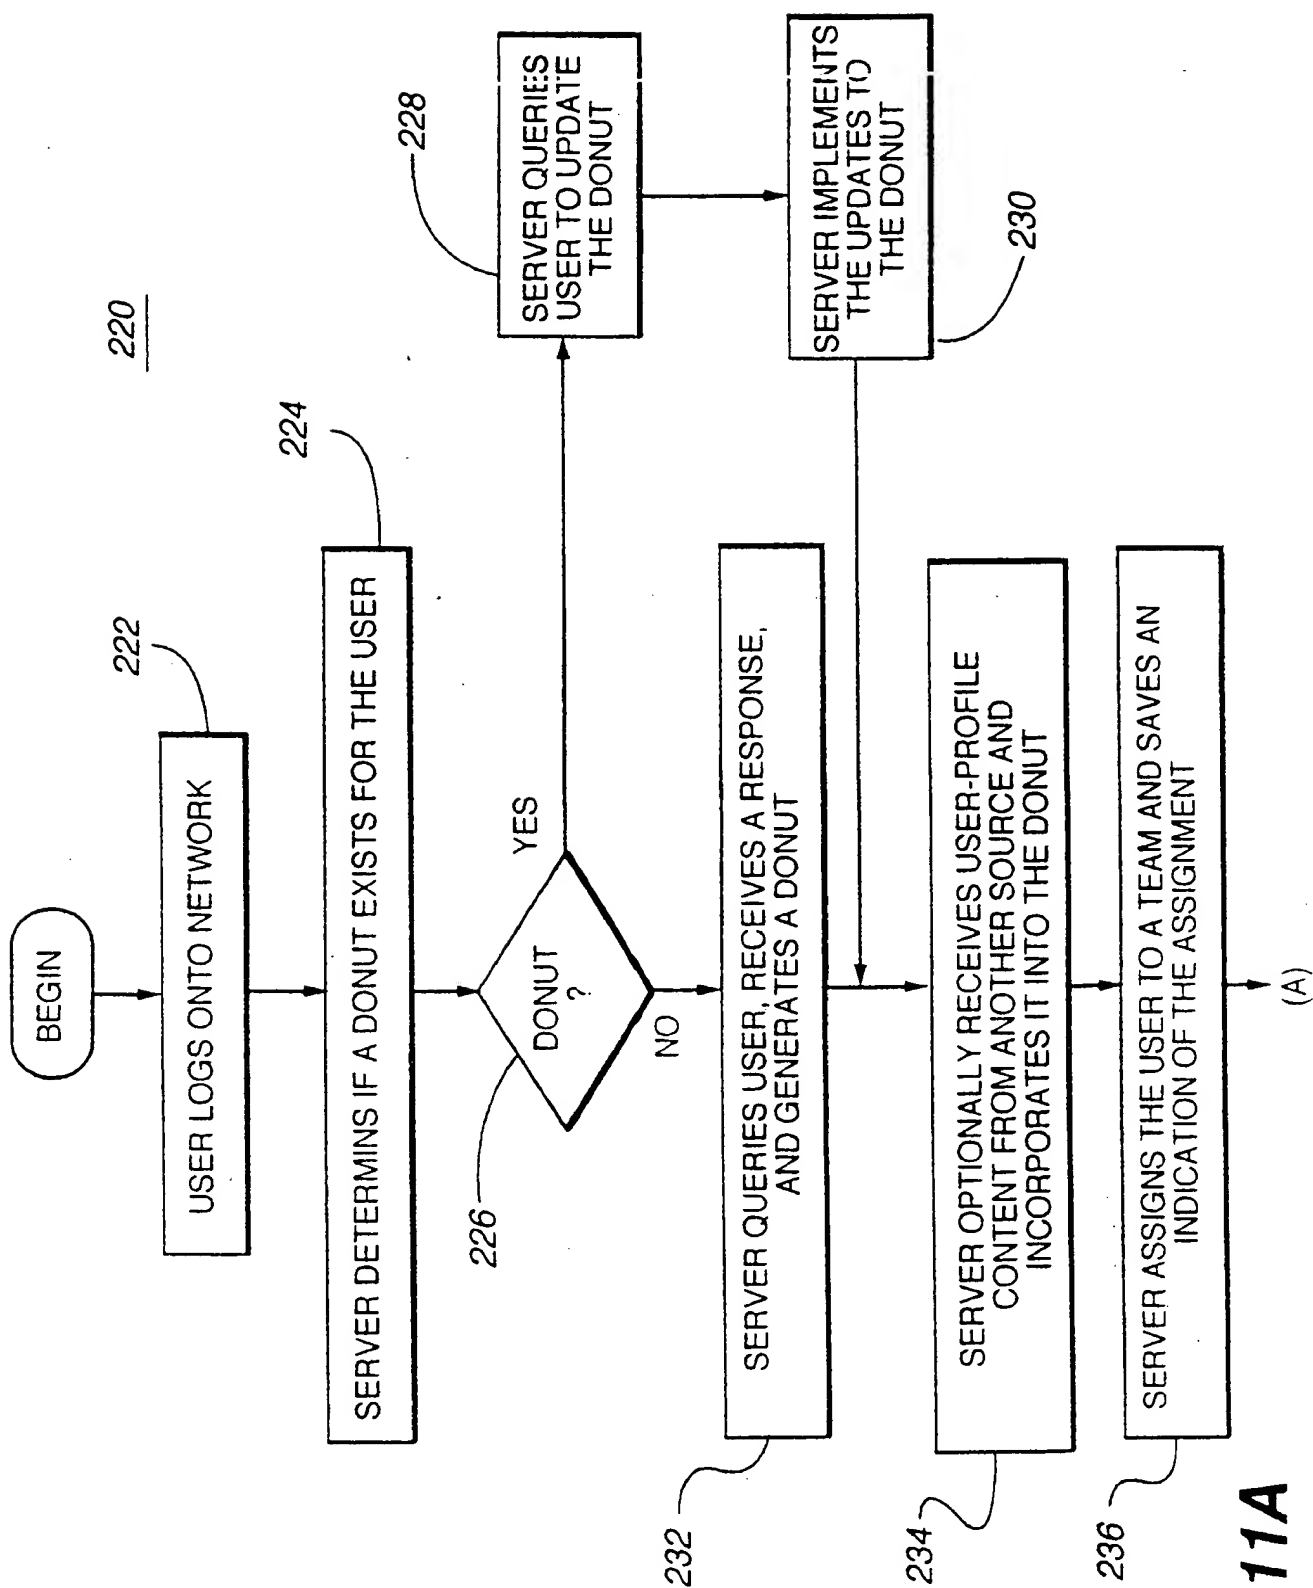 220
BEGIN
USER LOGS ONTO NETWORK
222
SERVER DETERMINS IF A DONUT EXISTS FOR THE USER
224
DONUT
?
226
YES
NO
SERVER QUERIES
USER TO UPDATE
THE DONUT
228
SERVER IMPLEMENTS
THE UPDATES TO
THE DONUT
230
SERVER QUERIES USER, RECEIVES A RESPONSE,
AND GENERATES A DONUT
232
SERVER OPTIONALLY RECEIVES USER-PROFILE
CONTENT FROM ANOTHER SOURCE AND
INCORPORATES IT INTO THE DONUT
234
SERVER ASSIGNS THE USER TO A TEAM AND SAVES AN
INDICATION OF THE ASSIGNMENT
236
(A)
11A